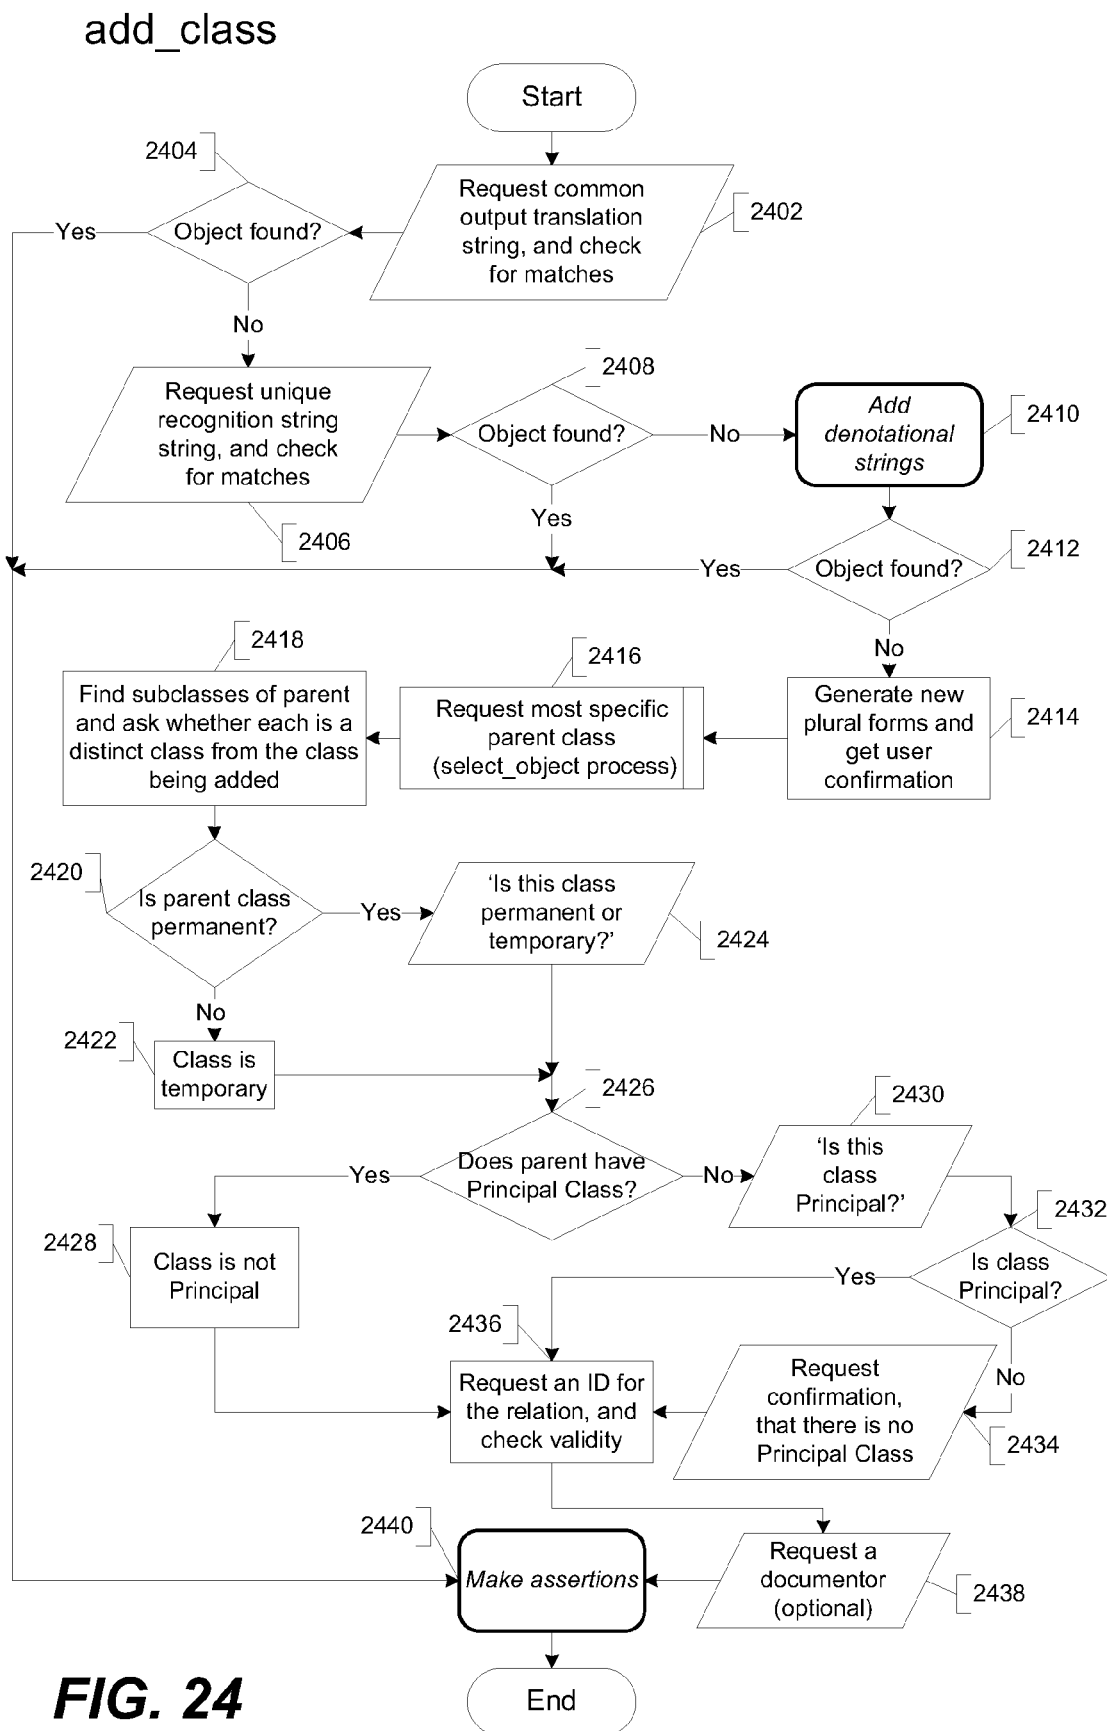 add_class
Start
2404
Request common
output translation
string, and check
for matches
2402
Yes
Object found?
No
2408
Request unique
recognition string
string, and check
for matches
Object found?
No
Add
denotational
strings
2410
Yes
2406
2412
Yes
Object found?
No
2418
2416
Find subclasses of parent
and ask whether each is a
distinct class from the class
being added
Request most specific
parent class
(select_object process)
Generate new
plural forms and
get user
confirmation
2414
2420
Is parent class
permanent?
Yes
'Is this class
permanent or
temporary?'
2424
No
2422
Class is
temporary
2426
2430
Yes
Does parent have
Principal Class?
No
'Is this
class
Principal?'
2432
2428
Class is not
Principal
Yes
Is class
Principal?
2436
No
Request an ID for
the relation, and
check validity
Request
confirmation,
that there is no
Principal Class
2434
2440
Make assertions
Request a
documentor
(optional)
2438
FIG. 24
End